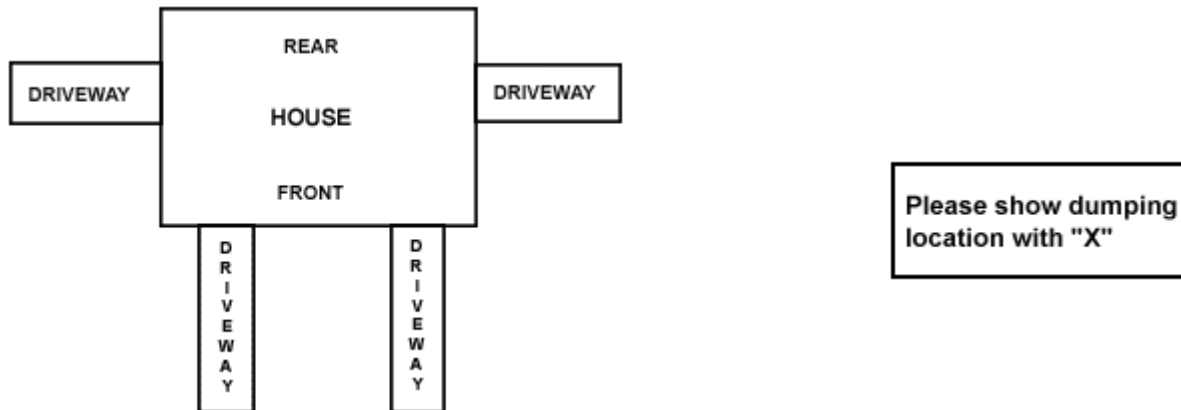 REAR
DRIVEWAY
DRIVEWAY
HOUSE
FRONT
Please show dumping
location with "X"
DRIVEWAY
DRIVEWAY